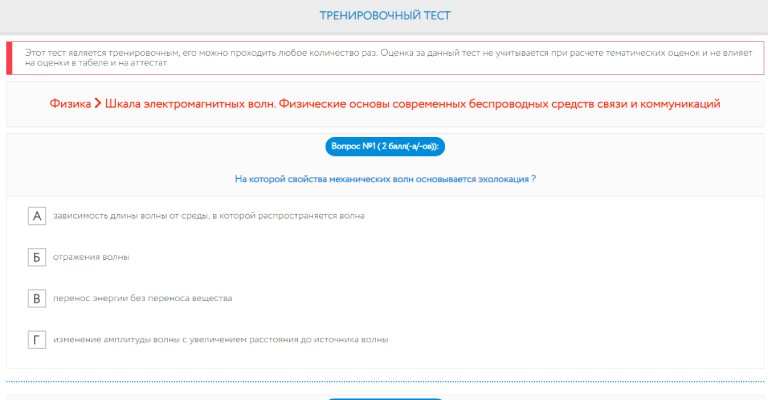 ТРЕНИРОВОЧНЫЙ ТЕСТ
Этот тест является тренировочным, его можно проходить любое количество раз. Оценка за данный тест не учитывается при расчете тематических оценок и не влияет
на оценки в табеле и на аттестат
Физика > Шкала электромагнитных волн. Физические основы современных беспроводных средств связи и коммуникаций
Вопрос №1 ( 2 балл(-а/-ов)):
На которой свойства механических волн основывается эхолокация ?
А зависимость длины волны от среды, в которой распространяется волна
Б отражения волны
В перенос энергии без переноса вещества
Г изменение амплитуды волны с увеличением расстояния до источника волны